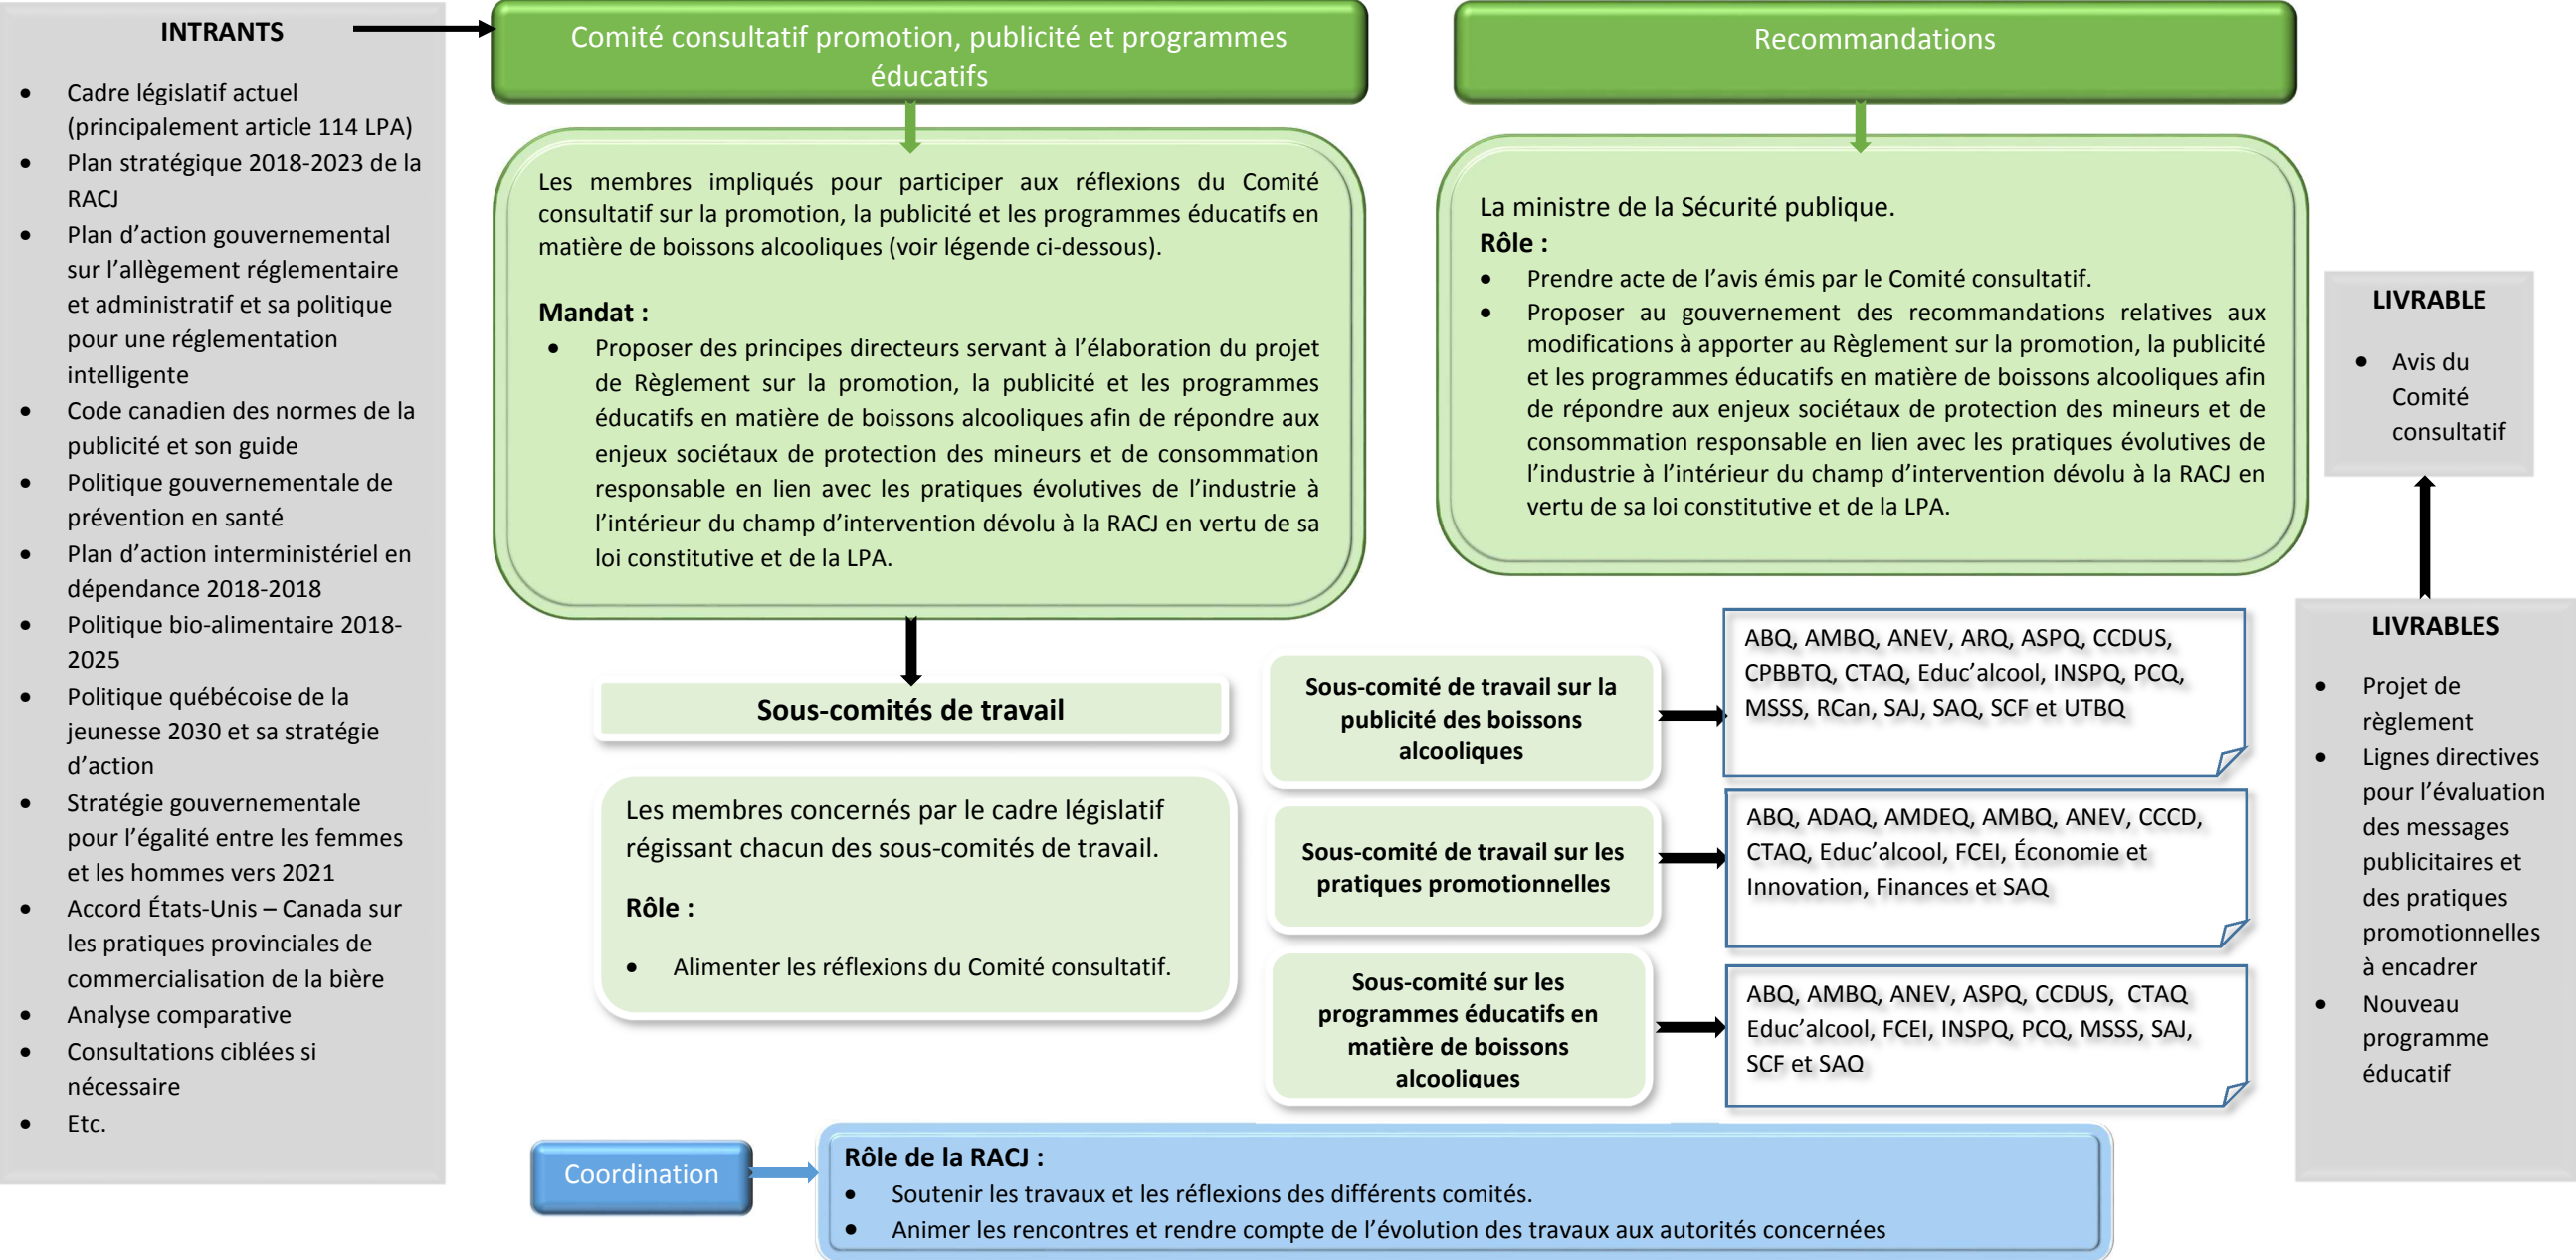 INTRANTS
• Cadre législatif actuel
(principalement article 114 LPA)
• Plan stratégique 2018-2023 de la
RACJ
• Plan d’action gouvernemental
sur l’allègement réglementaire
et administratif et sa politique
pour une réglementation
intelligente
• Code canadien des normes de la
publicité et son guide
• Politique gouvernementale de
prévention en santé
• Plan d’action interministériel en
dépendance 2018-2018
• Politique bio-alimentaire 2018-
2025
• Politique québécoise de la
jeunesse 2030 et sa stratégie
d’action
• Stratégie gouvernementale
pour l’égalité entre les femmes
et les hommes vers 2021
• Accord États-Unis – Canada sur
les pratiques provinciales de
commercialisation de la bière
• Analyse comparative
• Consultations ciblées si
nécessaire
• Etc.
Comité consultatif promotion, publicité et programmes
éducatifs
Les membres impliqués pour participer aux réflexions du Comité
consultatif sur la promotion, la publicité et les programmes éducatifs en
matière de boissons alcooliques (voir légende ci-dessous).
Mandat :
• Proposer des principes directeurs servant à l’élaboration du projet
de Règlement sur la promotion, la publicité et les programmes
éducatifs en matière de boissons alcooliques afin de répondre aux
enjeux sociétaux de protection des mineurs et de consommation
responsable en lien avec les pratiques évolutives de l’industrie à
l’intérieur du champ d’intervention dévolu à la RACJ en vertu de sa
loi constitutive et de la LPA.
Recommandations
La ministre de la Sécurité publique.
Rôle :
• Prendre acte de l’avis émis par le Comité consultatif.
• Proposer au gouvernement des recommandations relatives aux
modifications à apporter au Règlement sur la promotion, la publicité
et les programmes éducatifs en matière de boissons alcooliques afin
de répondre aux enjeux sociétaux de protection des mineurs et de
consommation responsable en lien avec les pratiques évolutives de
l’industrie à l’intérieur du champ d’intervention dévolu à la RACJ en
vertu de sa loi constitutive et de la LPA.
LIVRABLE
• Avis du
Comité
consultatif
Sous-comités de travail
Les membres concernés par le cadre législatif
régissant chacun des sous-comités de travail.
Rôle :
• Alimenter les réflexions du Comité consultatif.
Sous-comité de travail sur la
publicité des boissons
alcooliques
ABQ, AMBQ, ANEV, ARQ, ASPQ, CCDUS,
CPBBTQ, CTAQ, Educ’alcool, INSPQ, PCQ,
MSSS, RCan, SAJ, SAQ, SCF et UTBQ
Sous-comité de travail sur les
pratiques promotionnelles
ABQ, ADAQ, AMDEQ, AMBQ, ANEV, CCCD,
CTAQ, Educ’alcool, FCEI, Économie et
Innovation, Finances et SAQ
Sous-comité sur les
programmes éducatifs en
matière de boissons
alcooliques
ABQ, AMBQ, ANEV, ASPQ, CCDUS, CTAQ
Educ’alcool, FCEI, INSPQ, PCQ, MSSS, SAJ,
SCF et SAQ
LIVRABLES
• Projet de
règlement
• Lignes directives
pour l’évaluation
des messages
publicitaires et
des pratiques
promotionnelles
à encadrer
• Nouveau
programme
éducatif
Coordination
Rôle de la RACJ :
• Soutenir les travaux et les réflexions des différents comités.
• Animer les rencontres et rendre compte de l’évolution des travaux aux autorités concernées